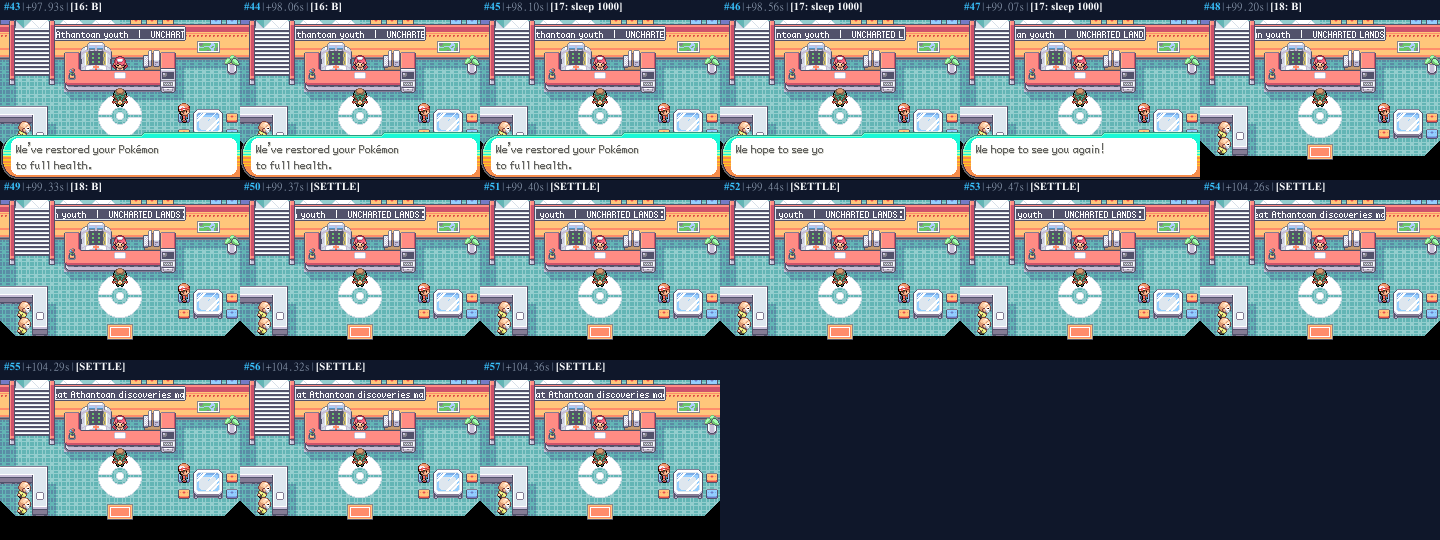 #43 | +97.93s | [16: B]
#44 | +98.06s | [16: B]
#45 | +98.10s | [17: sleep 1000]
#46 | +98.56s | [17: sleep 1000]
#47 | +99.07s | [17: sleep 1000]
#48 | +99.20s | [18: B]
Athantoan youth | UNCHART
thantoan youth | UNCHARTE
thantoan youth | UNCHARTE
ntoan youth | UNCHARTED L
an youth | UNCHARTED LAND
n youth | UNCHARTED LANDS
We've restored your Pokémon
to full health.
We've restored your Pokémon
to full health.
We've restored your Pokémon
to full health.
We hope to see yo
We hope to see you again!
#49 | +99.33s | [18: B]
#50 | +99.37s | [SETTLE]
#51 | +99.40s | [SETTLE]
#52 | +99.44s | [SETTLE]
#53 | +99.47s | [SETTLE]
#54 | +104.26s | [SETTLE]
youth | UNCHARTED LANDS:
youth | UNCHARTED LANDS:
youth | UNCHARTED LANDS:
youth | UNCHARTED LANDS:
youth | UNCHARTED LANDS:
eat Athantoan discoveries ma
#55 | +104.29s | [SETTLE]
#56 | +104.32s | [SETTLE]
#57 | +104.36s | [SETTLE]
eat Athantoan discoveries ma
at Athantoan discoveries ma
at Athantoan discoveries ma